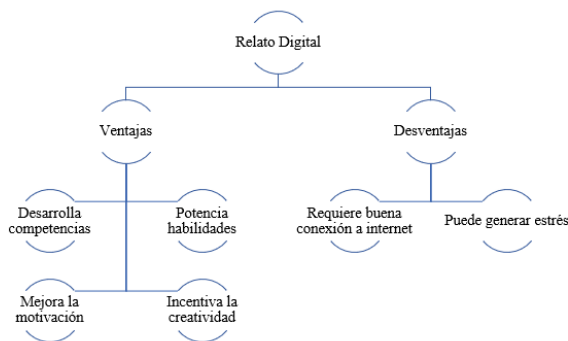 Relato Digital
Ventajas
Desventajas
Desarrolla
competencias
Potencia
habilidades
Requiere buena
conexión a internet
Puede generar estrés
Mejora la
motivación
Incentiva la
creatividad